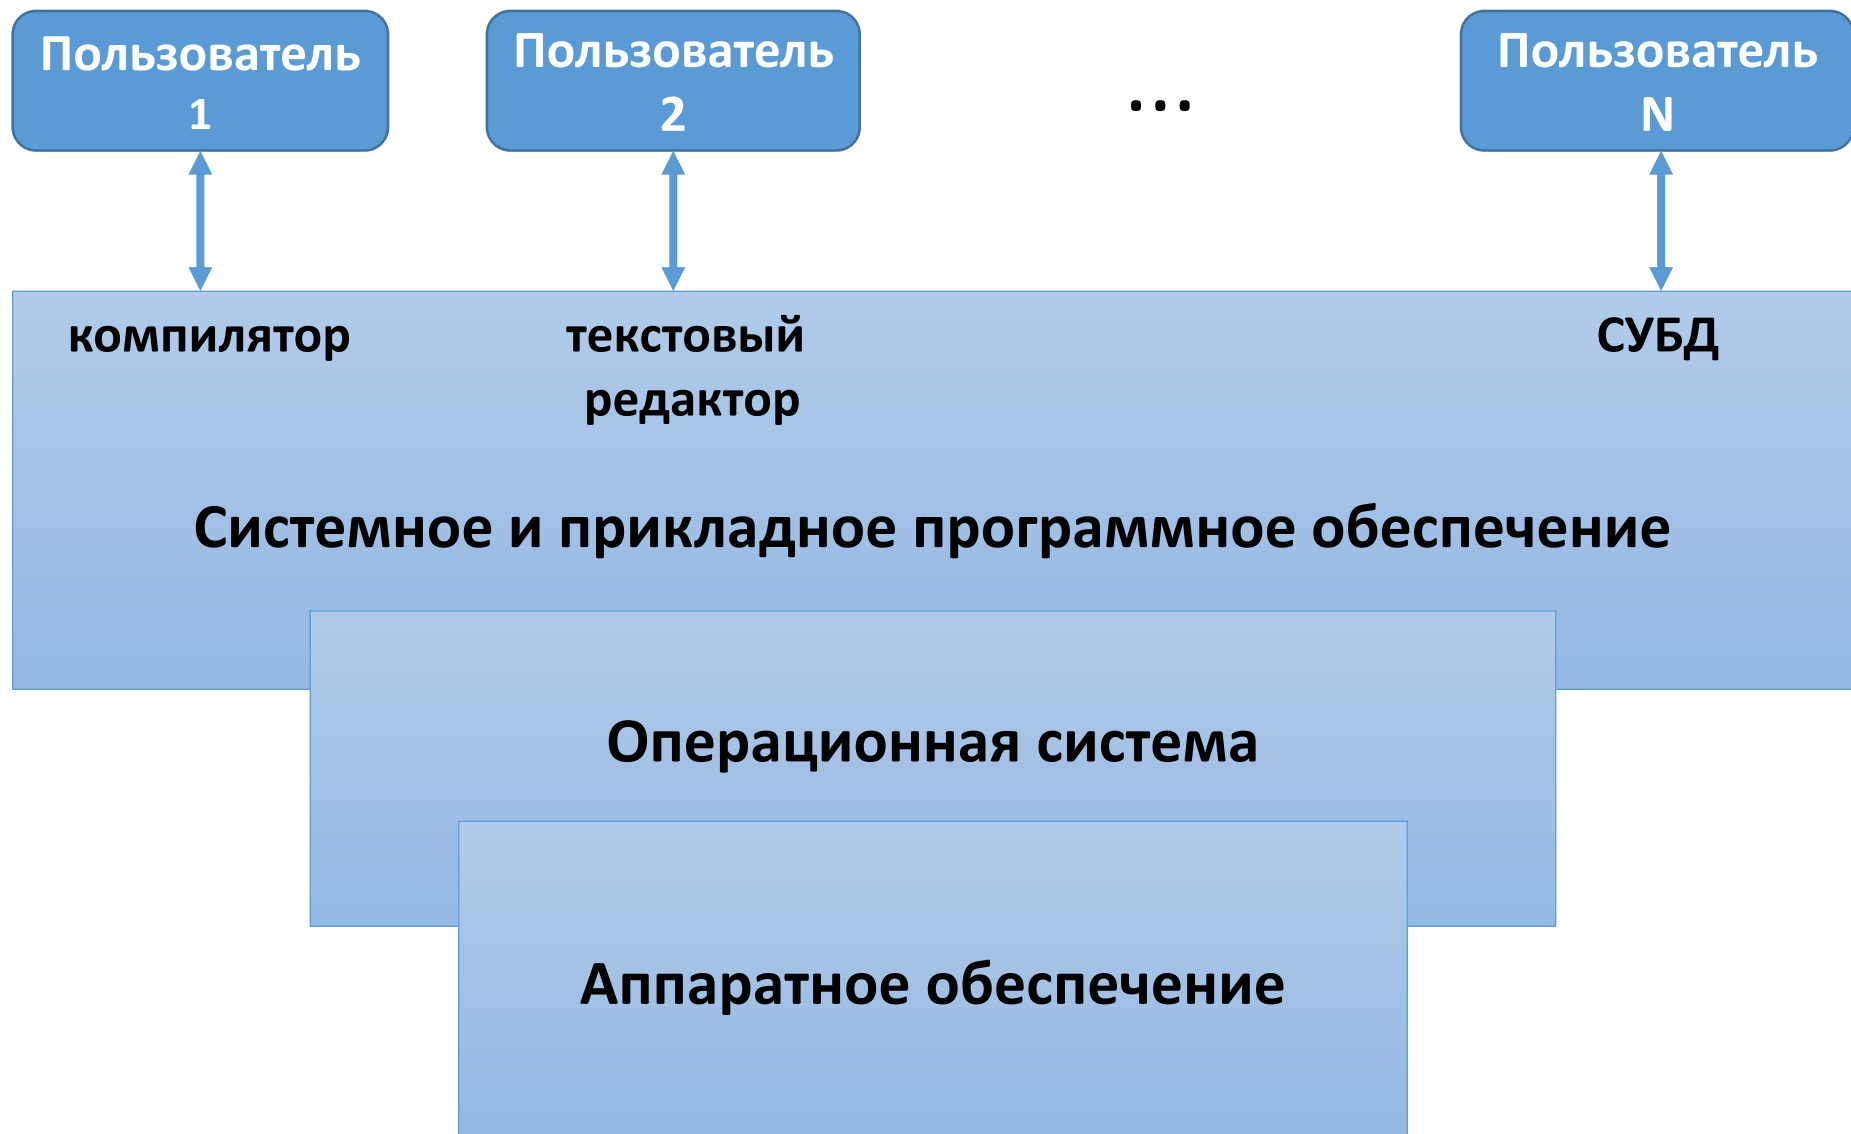 Пользователь
1
Пользователь
2
...
Пользователь
N
компилятор
текстовый
редактор
СУБД
Системное и прикладное программное обеспечение
Операционная система
Аппаратное обеспечение